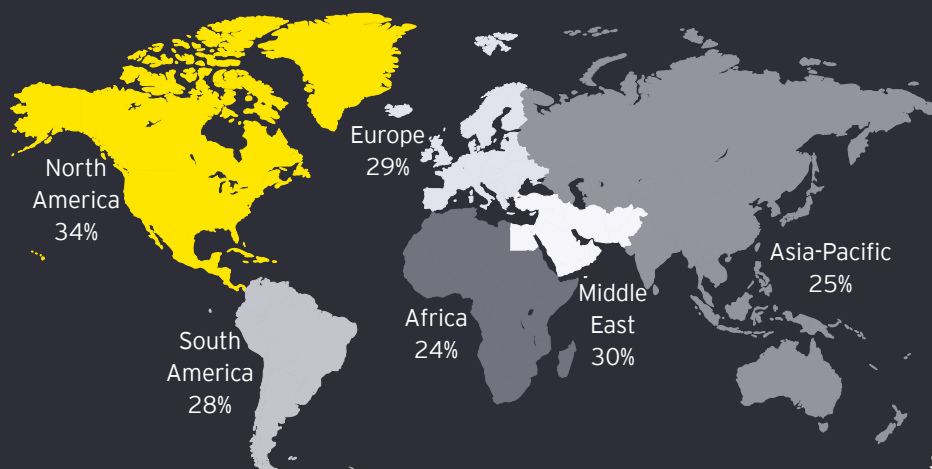 North
America
34%
Europe
29%
South
America
28%
Africa
24%
Middle
East
30%
Asia-Pacific
25%